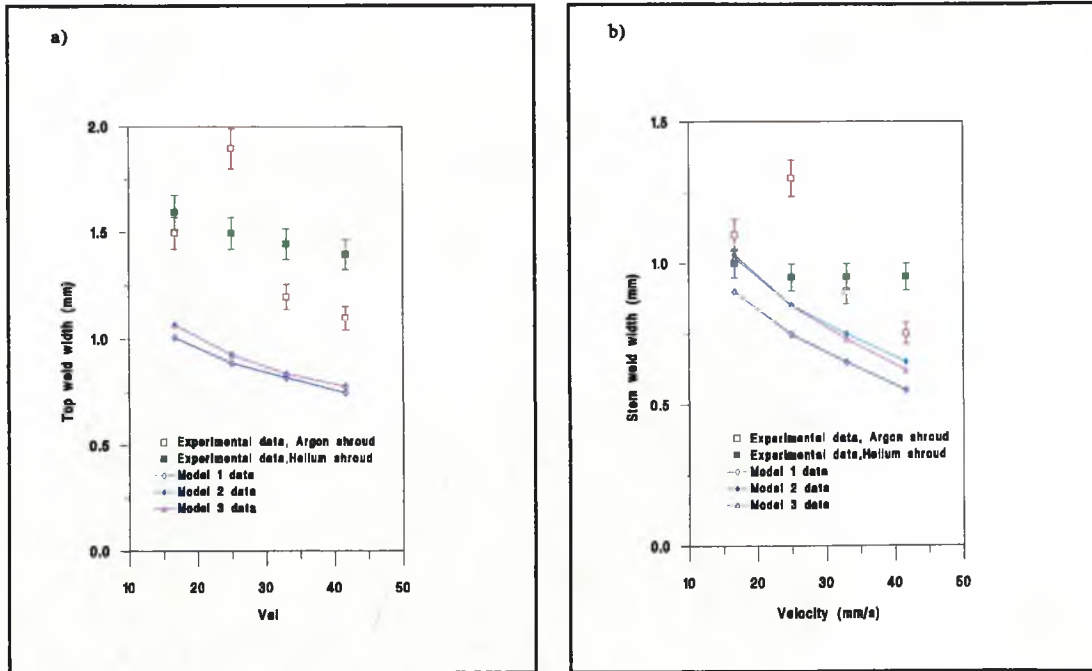 a)
2.0
1.5
1.0
0.5
0.0
Top weld width (mm)
Experimental data, Argon shroud
Experimental data,Helium shroud
Model 1 data
Model 2 data
Model 3 data
10 20 30 40 50
Vel
b)
1.5
1.0
0.5
0.0
Stem weld width (mm)
Experimental data, Argon shroud
Experimental data,Helium shroud
Model 1 data
Model 2 data
Model 3 data
10 20 30 40 50
Velocity (mm/s)